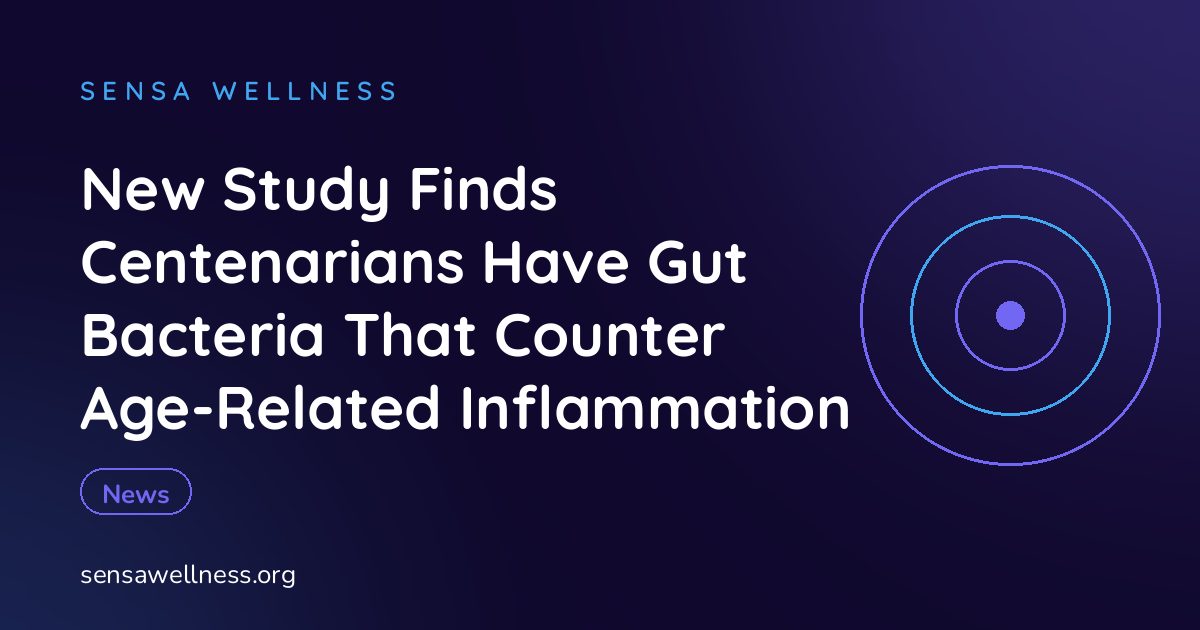 SENSA WELLNESS
New Study Finds
Centenarians Have Gut
Bacteria That Counter
Age-Related Inflammation
News
sensawellness.org